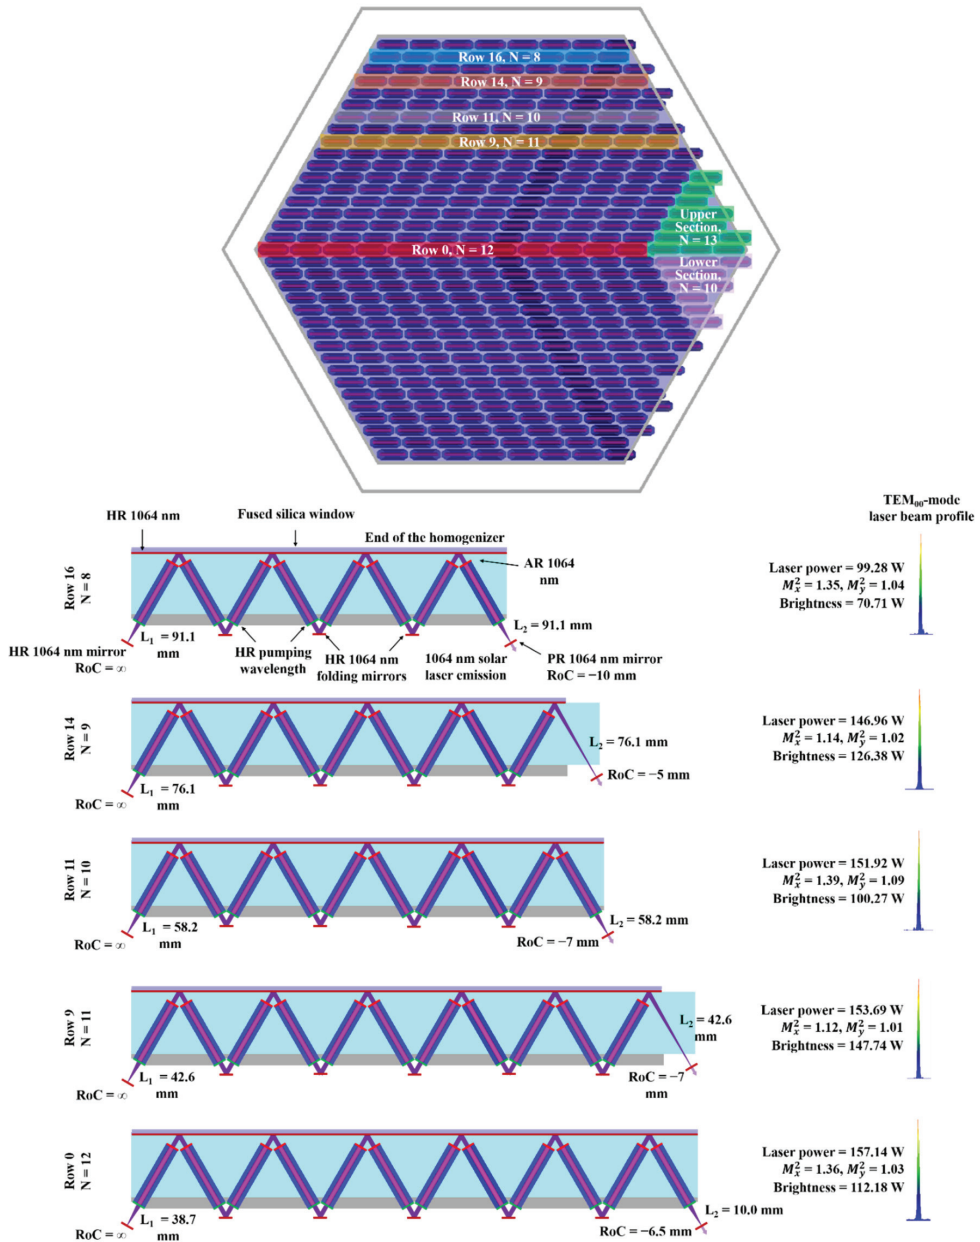 Row 16, N = 8
Row 14, N = 9
Row 11, N = 10
Row 9, N = 11
Upper
Section,
N = 13
Row 0, N = 12
Lower
Section,
N = 10
TEM₀₀-mode
laser beam profile
HR 1064 nm
Fused silica window
End of the homogenizer
AR 1064
nm
Row 16
N = 8
L₁ = 91.1
mm
L₂ = 91.1 mm
HR 1064 nm mirror
RoC = ∞
HR pumping
wavelength
HR 1064 nm
folding mirrors
1064 nm solar
laser emission
PR 1064 nm mirror
RoC = −10 mm
Laser power = 99.28 W
M²ₓ = 1.35, M²ᵧ = 1.04
Brightness = 70.71 W
Row 14
N = 9
L₂ = 76.1 mm
RoC = −5 mm
L₁ = 76.1
mm
RoC = ∞
Laser power = 146.96 W
M²ₓ = 1.14, M²ᵧ = 1.02
Brightness = 126.38 W
Row 11
N = 10
L₁ = 58.2
mm
RoC = ∞
L₂ = 58.2 mm
RoC = −7 mm
Laser power = 151.92 W
M²ₓ = 1.39, M²ᵧ = 1.09
Brightness = 100.27 W
Row 9
N = 11
L₂ = 42.6
mm
L₁ = 42.6
mm
RoC = ∞
RoC = −7
mm
Laser power = 153.69 W
M²ₓ = 1.12, M²ᵧ = 1.01
Brightness = 147.74 W
Row 0
N = 12
L₁ = 38.7
mm
RoC = ∞
L₂ = 10.0 mm
RoC = −6.5 mm
Laser power = 157.14 W
M²ₓ = 1.36, M²ᵧ = 1.03
Brightness = 112.18 W